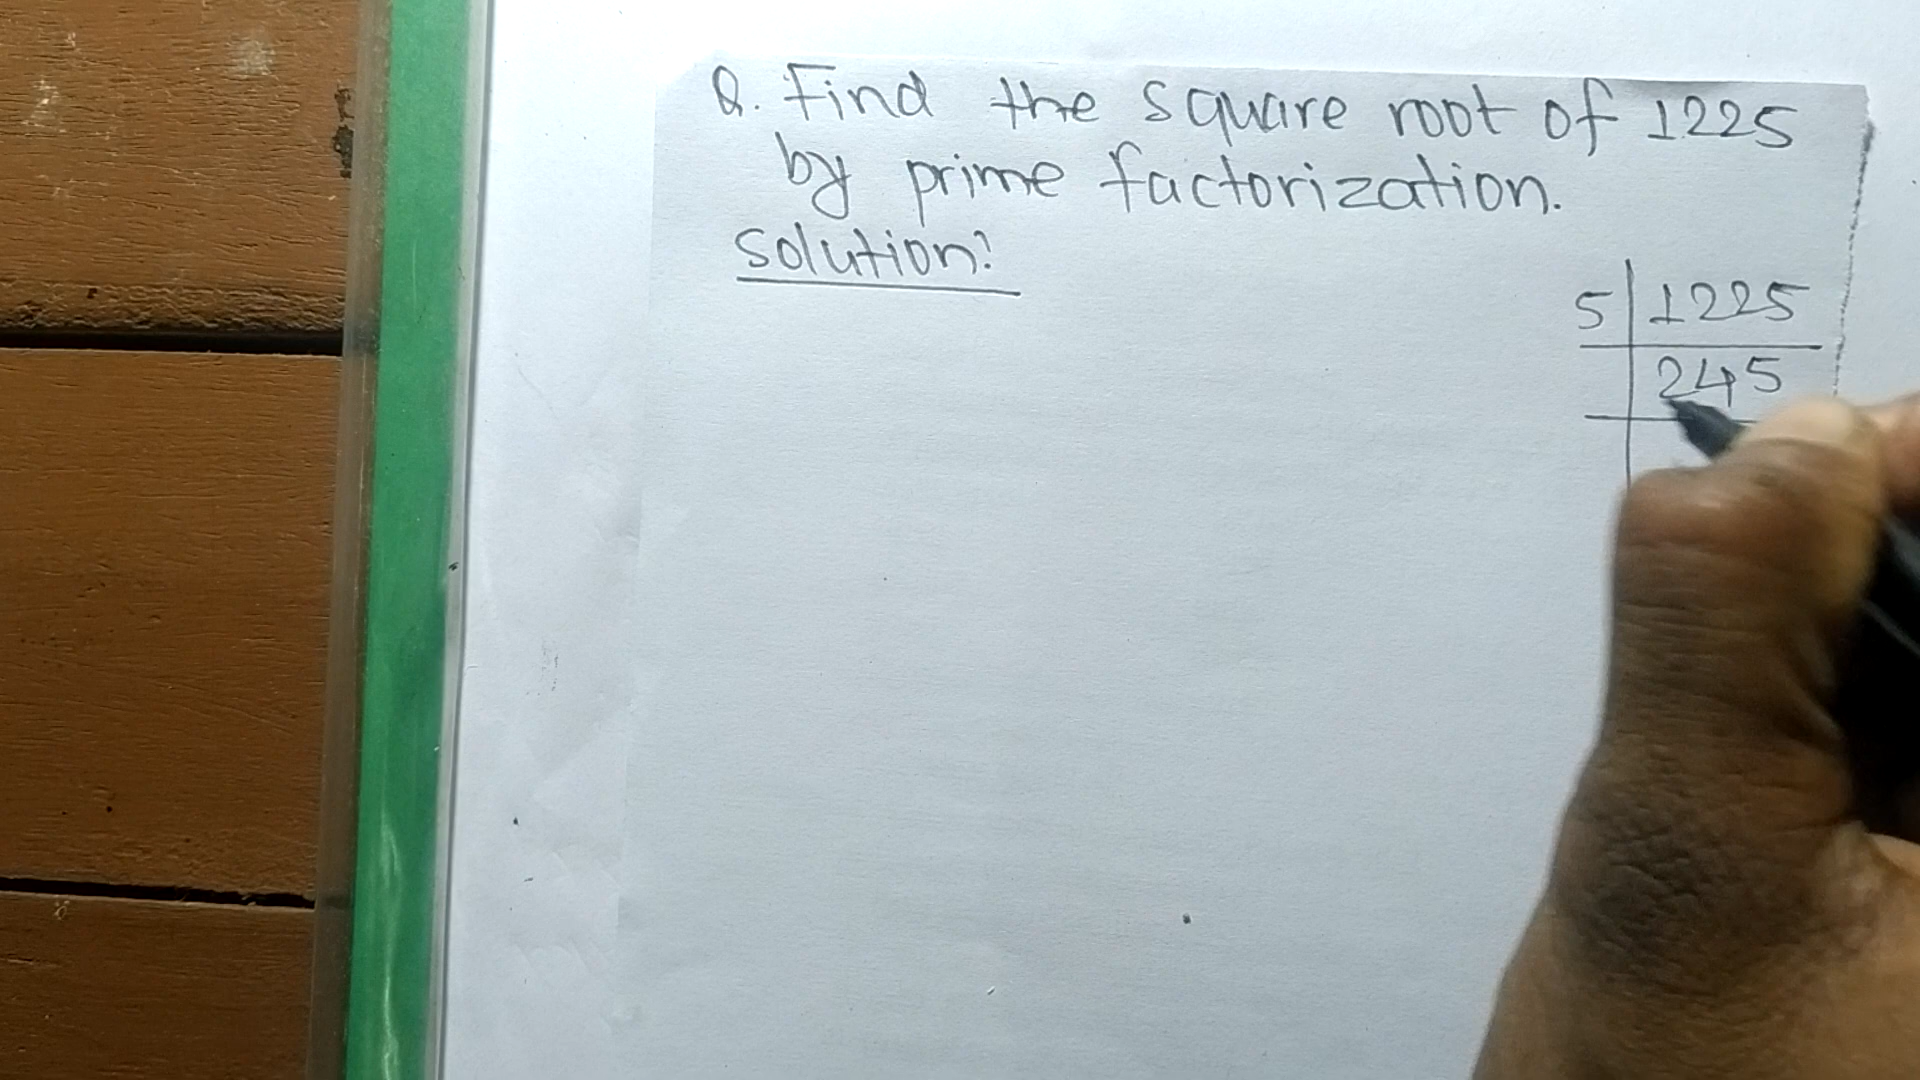 Q. Find the square root of 1225
by prime factorization.
Solution:
5 1225
245